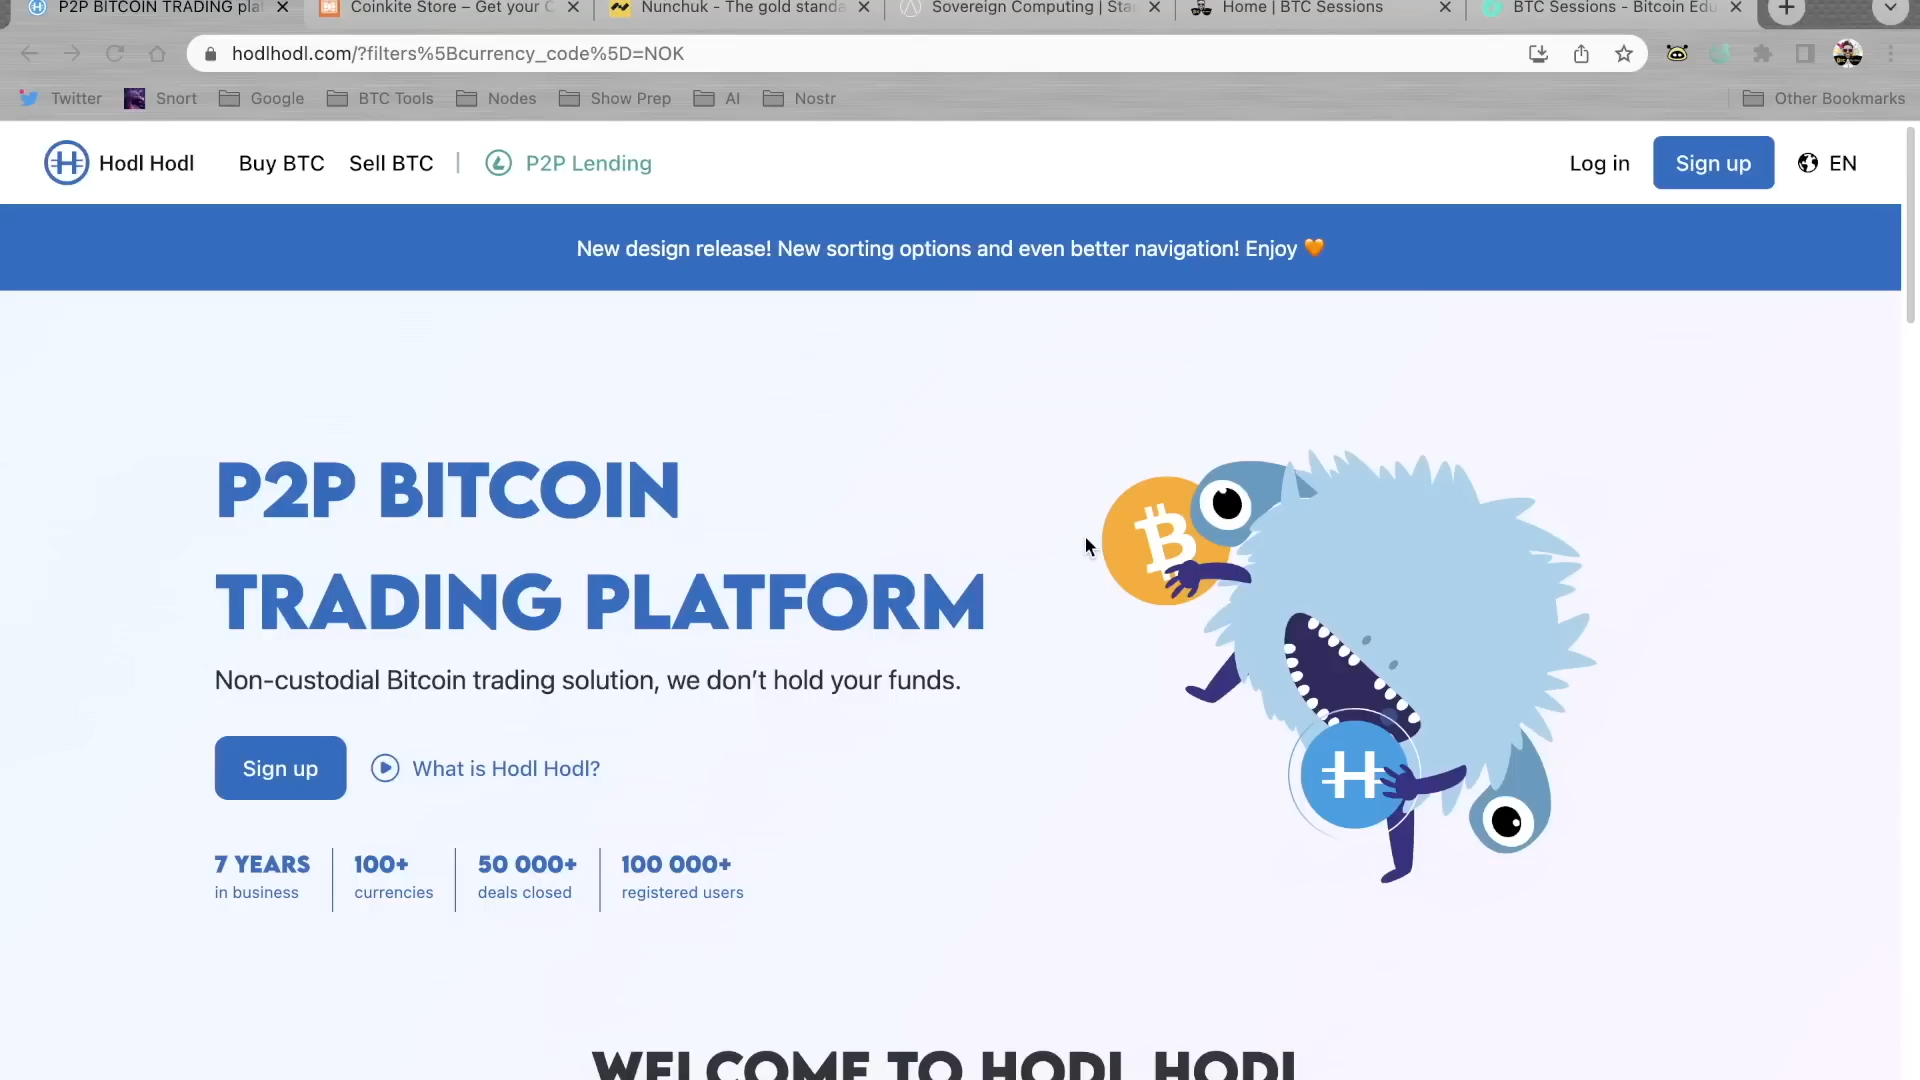 P2P BITCOIN TRADING pla
Coinkite Store – Get your C
Nunchuk - The gold standa
Sovereign Computing | Sta
Home | BTC Sessions
BTC Sessions - Bitcoin Edu
hodlhodl.com/?filters%5Bcurrency_code%5D=NOK
Twitter
Snort
Google
BTC Tools
Nodes
Show Prep
AI
Nostr
Other Bookmarks
Hodl Hodl
Buy BTC
Sell BTC
P2P Lending
Log in
Sign up
EN
New design release! New sorting options and even better navigation! Enjoy 🧡
P2P BITCOIN
TRADING PLATFORM
Non-custodial Bitcoin trading solution, we don’t hold your funds.
Sign up
What is Hodl Hodl?
7 YEARS
in business
100+
currencies
50 000+
deals closed
100 000+
registered users
WELCOME TO HODL HODL